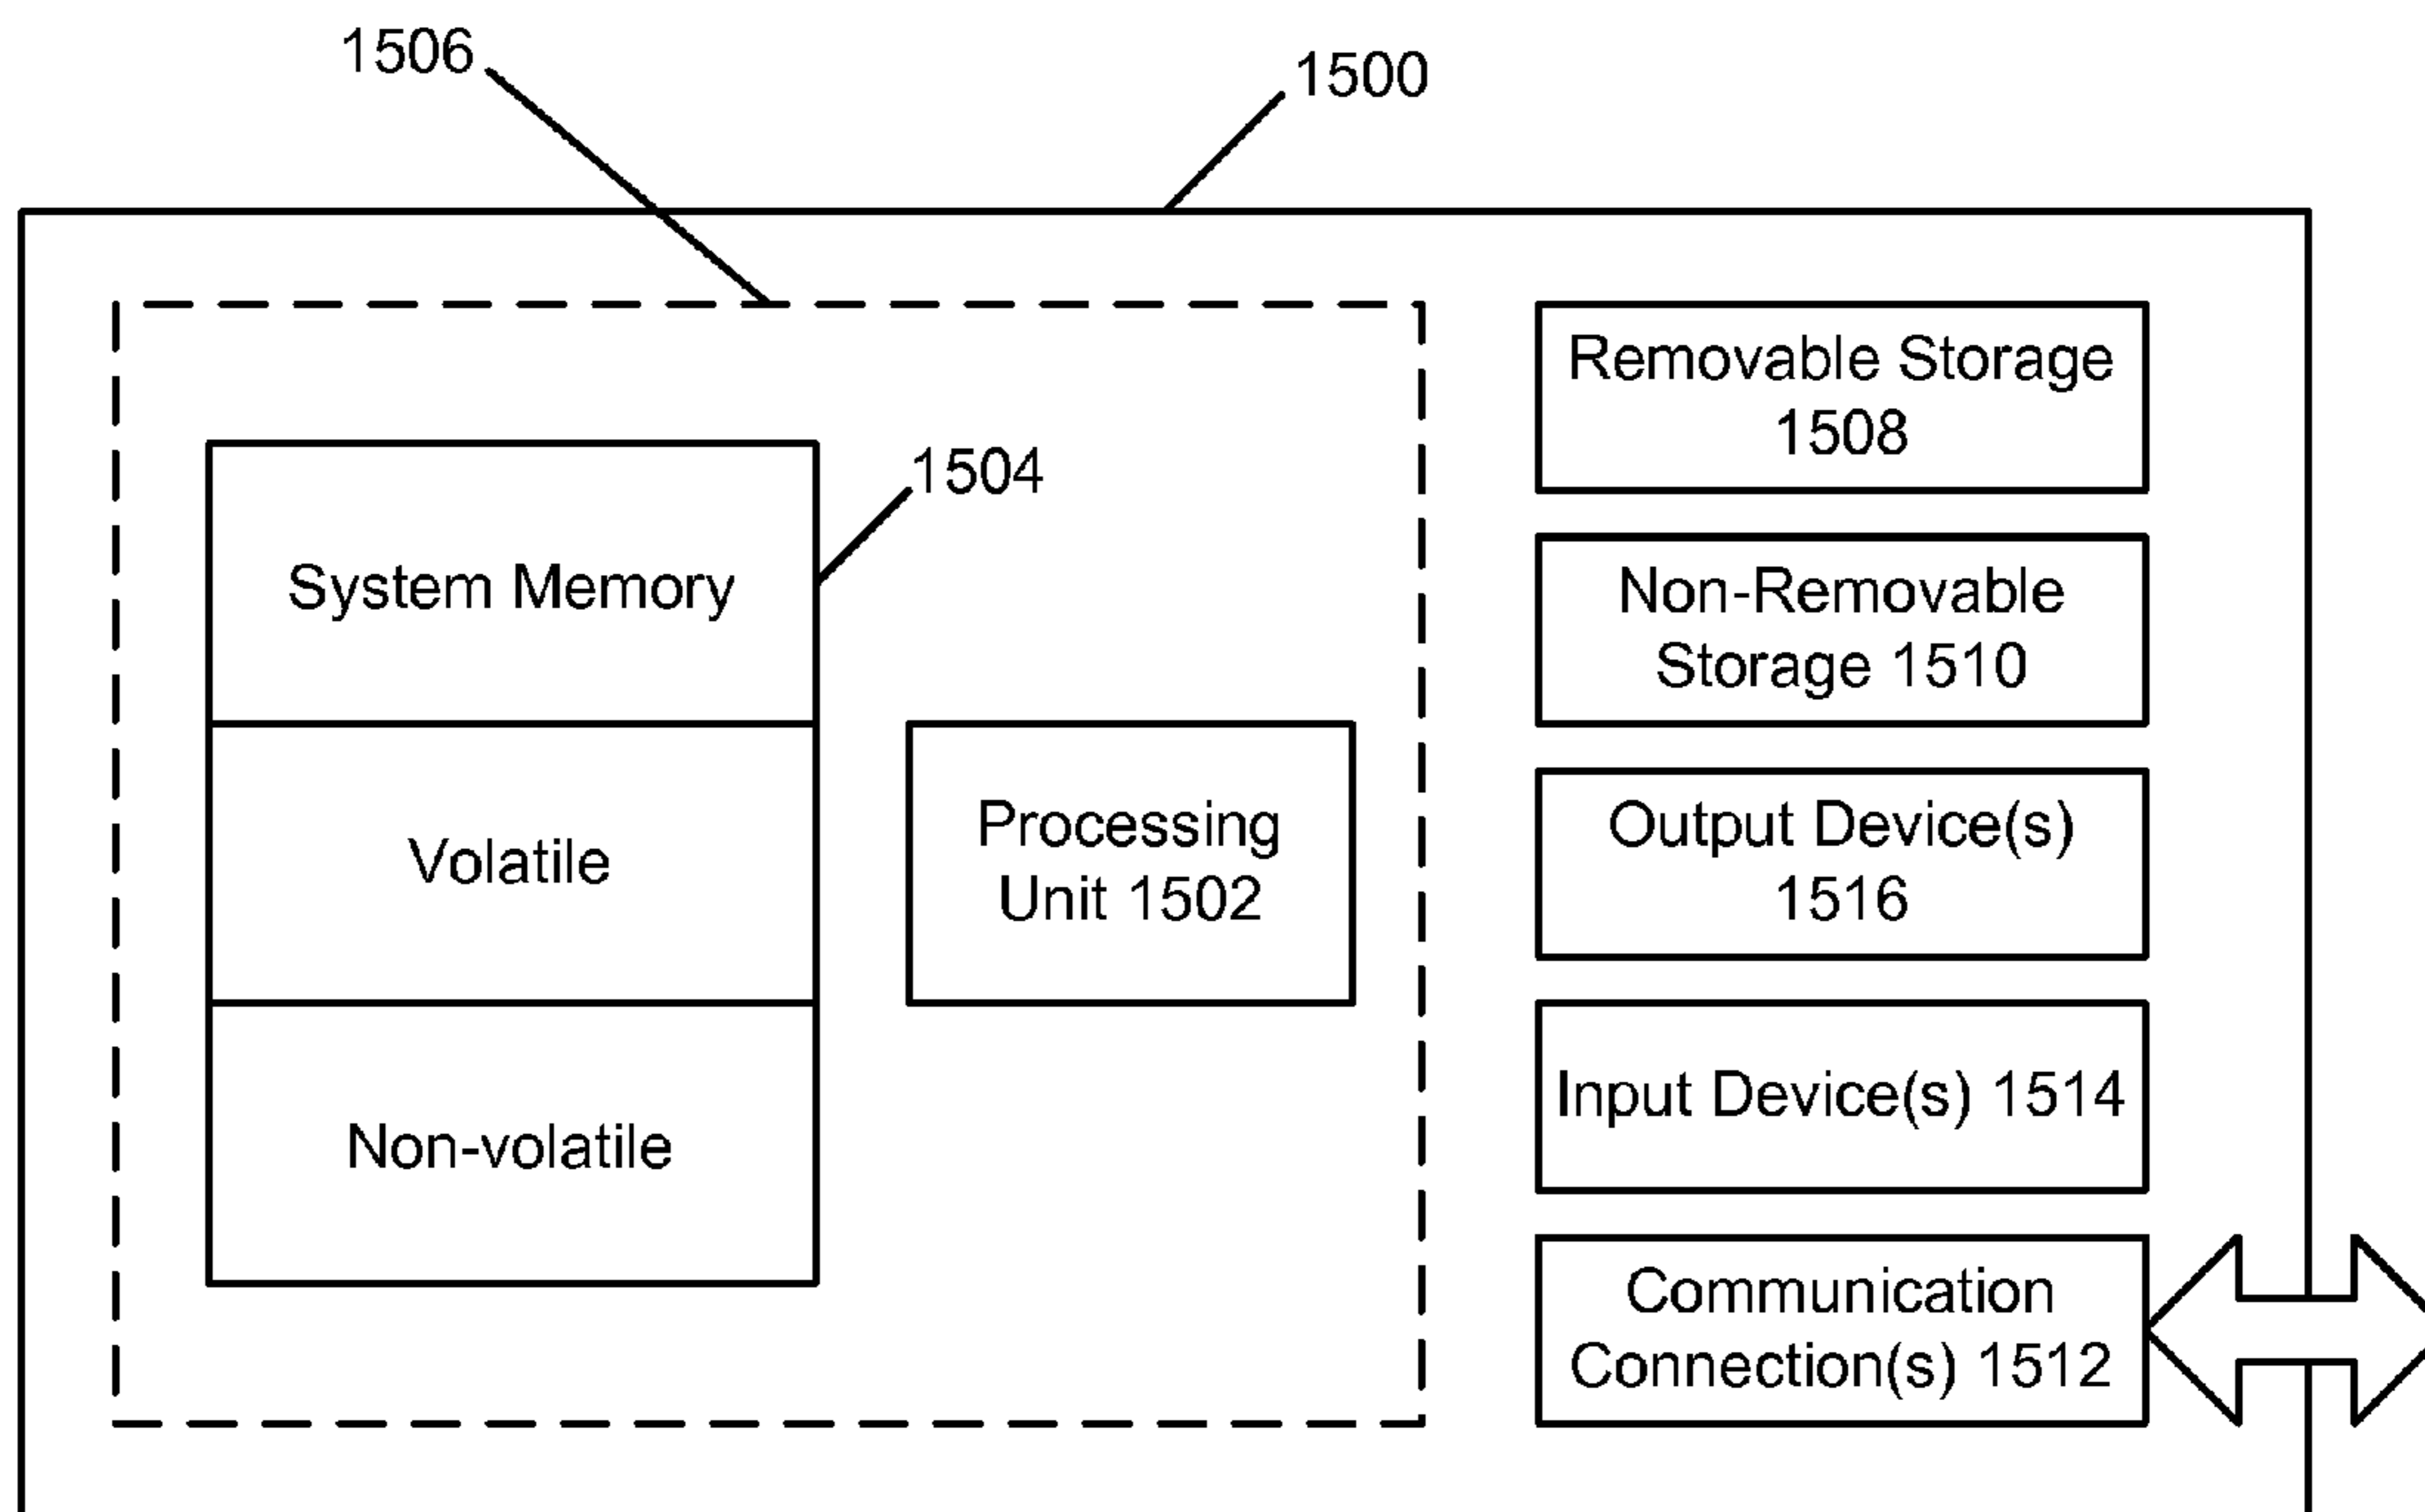 1506
1500
Removable Storage
1508
1504
System Memory
Non-Removable
Storage 1510
Volatile
Processing
Unit 1502
Output Device(s)
1516
Non-volatile
Input Device(s) 1514
Communication
Connection(s) 1512